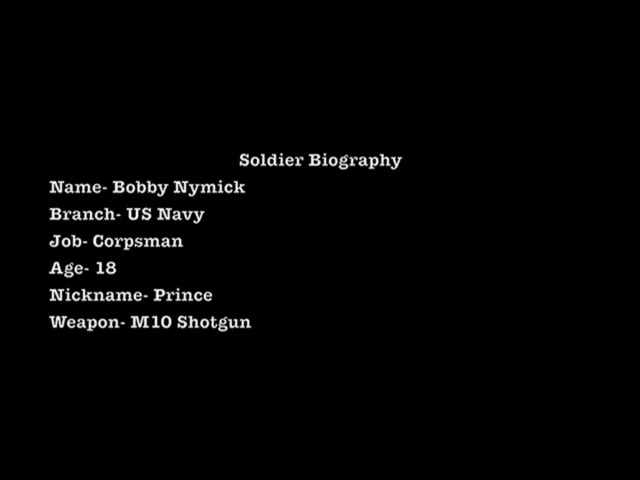 Soldier Biography
Name- Bobby Nymick
Branch- US Navy
Job- Corpsman
Age- 18
Nickname- Prince
Weapon- M10 Shotgun